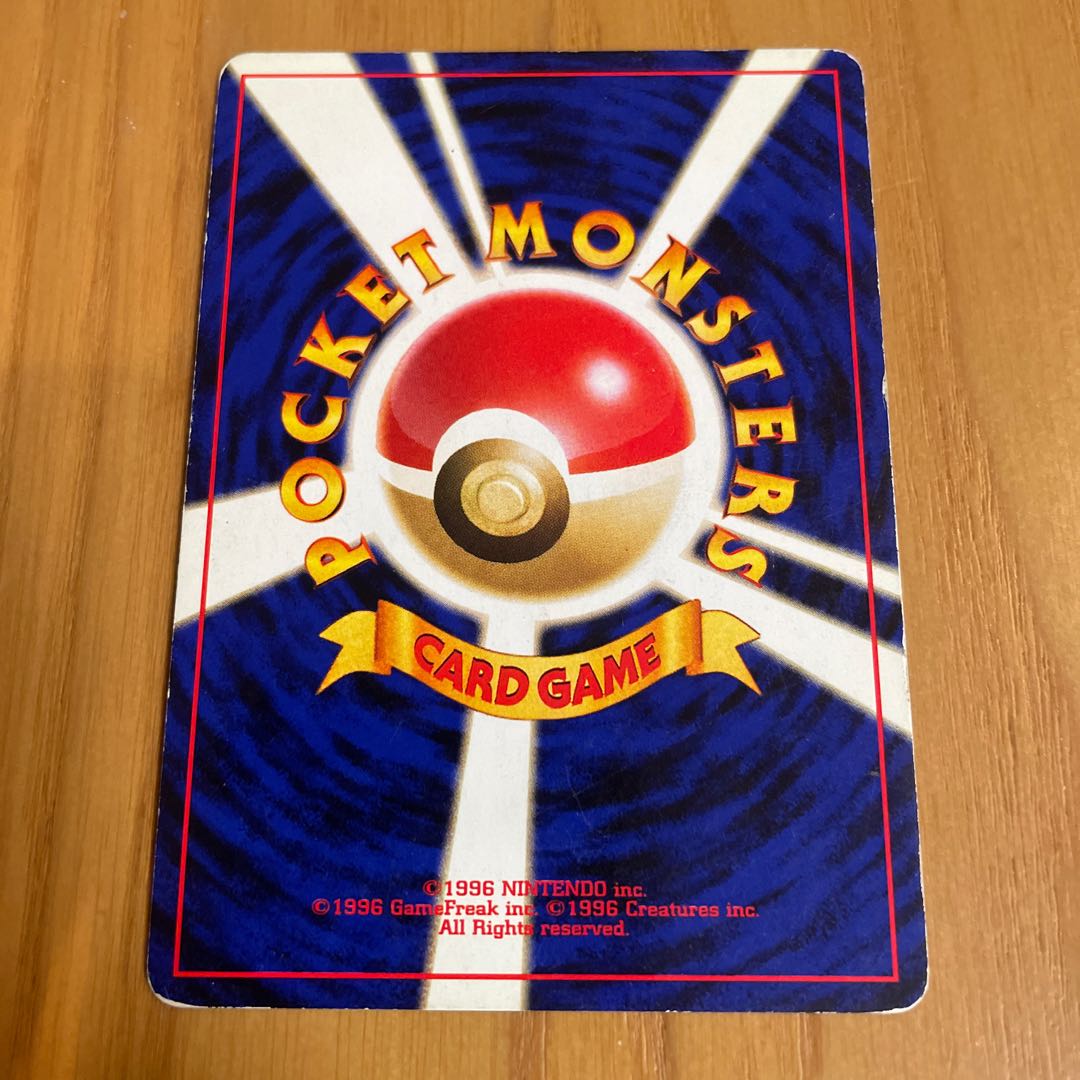 POCKET MONSTERS
CARD GAME
©1996 NINTENDO inc.
©1996 GameFreak inc. ©1996 Creatures inc.
All Rights reserved.